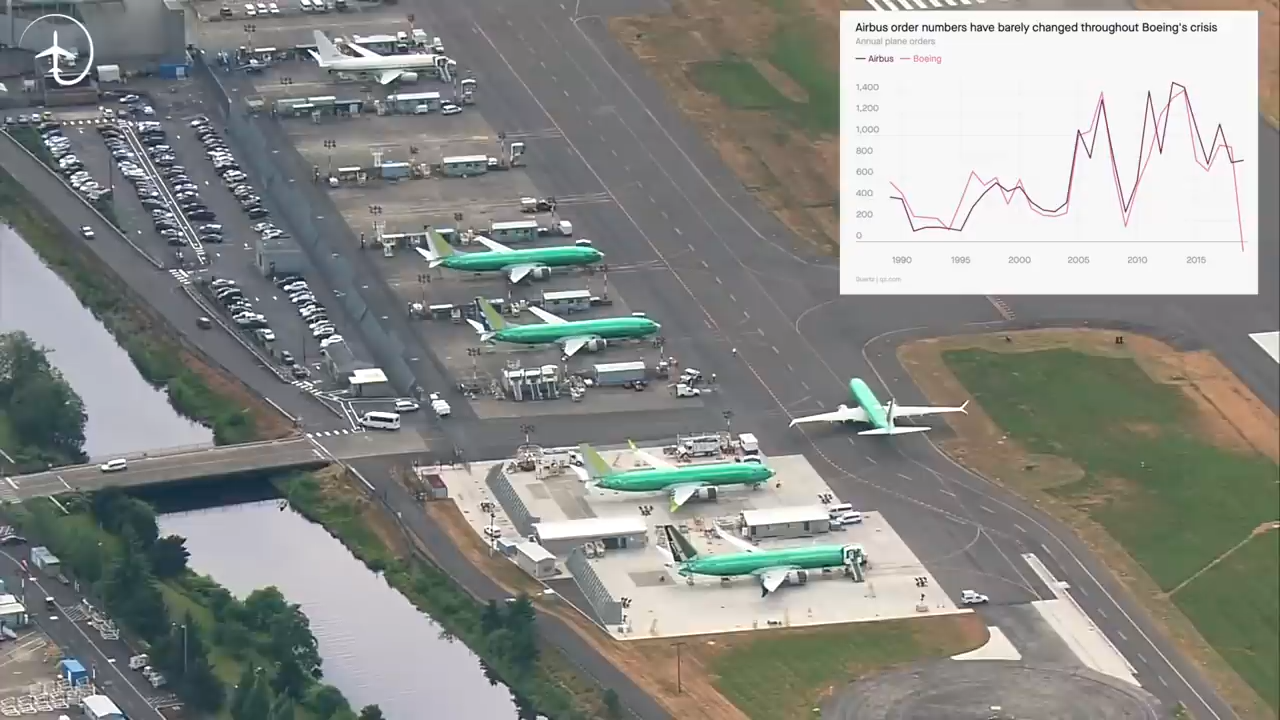 Airbus order numbers have barely changed throughout Boeing's crisis
Annual plane orders
Airbus Boeing
1,400
1,200
1,000
800
600
400
200
0
1990 1995 2000 2005 2010 2015
Quartz | qz.com